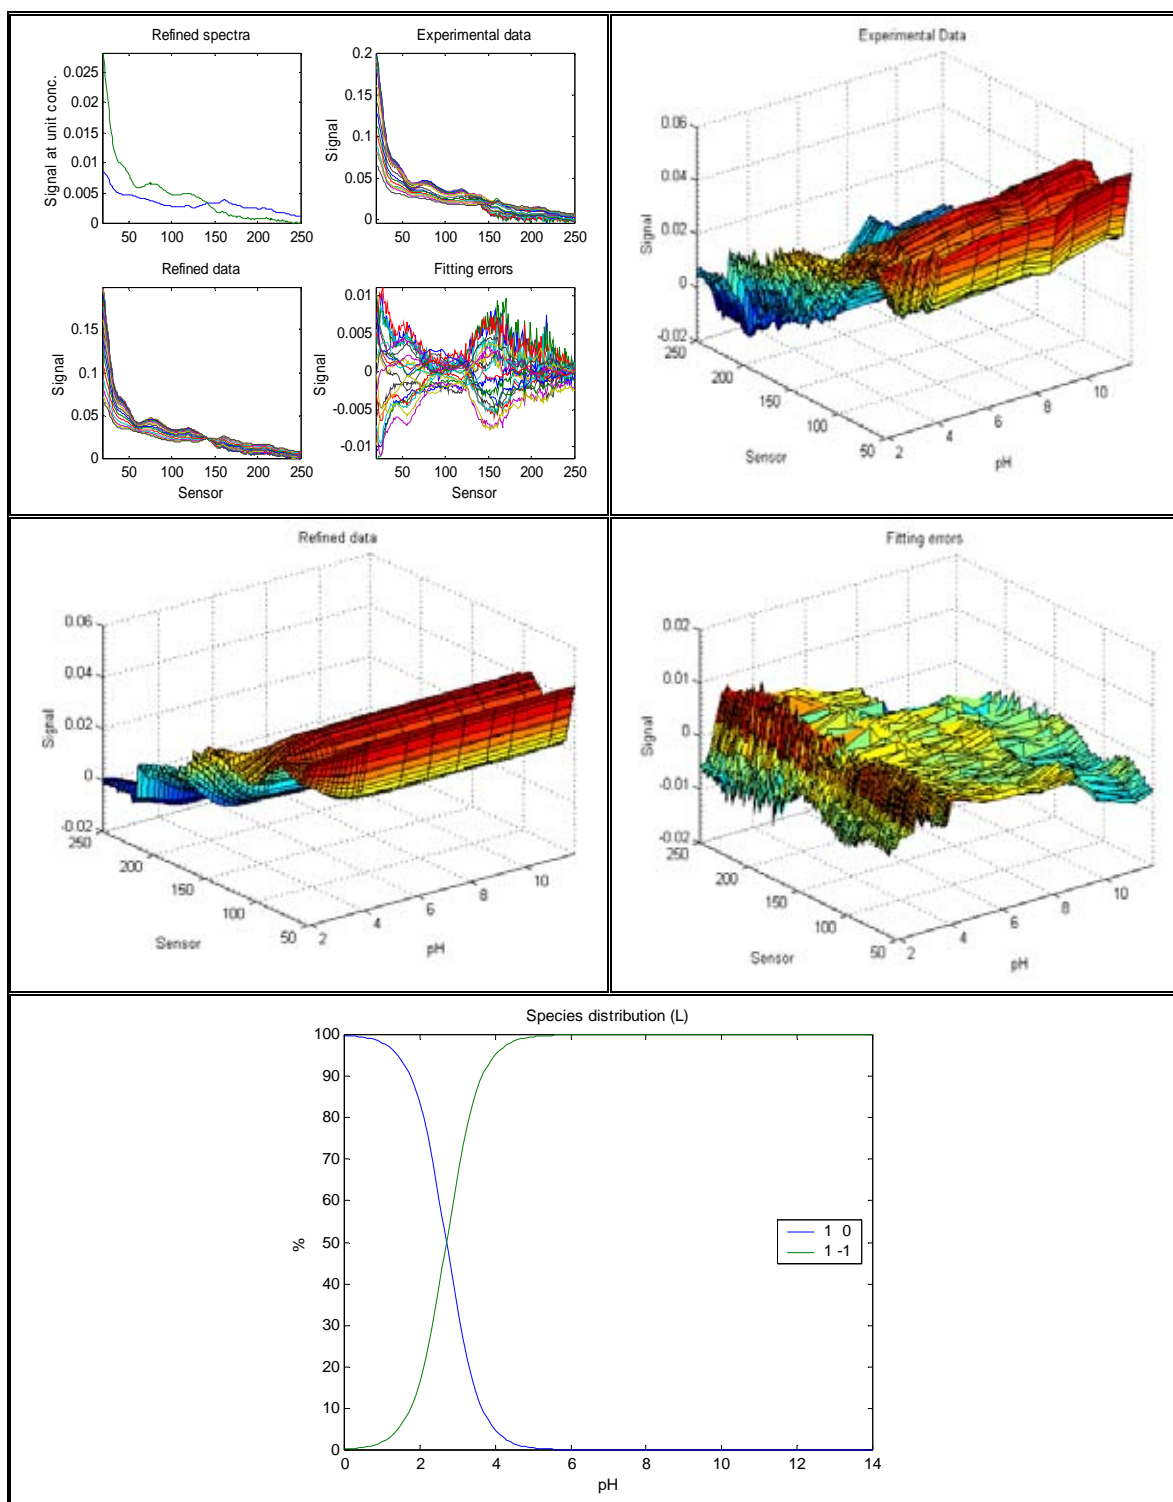 Refined spectra
Signal at unit conc.
0.025
0.02
0.015
0.01
0.005
0
50 100 150 200 250
Experimental data
Signal
0.2
0.15
0.1
0.05
0
50 100 150 200 250
Refined data
Signal
0.15
0.1
0.05
0
50 100 150 200 250
Sensor
Fitting errors
Signal
0.01
0.005
0
-0.005
-0.01
50 100 150 200 250
Sensor
Experimental Data
Signal
0.06
0.04
0.02
0
-0.02
250
200
150
100
50
Sensor
2
4
6
8
10
pH
Refined data
Signal
0.06
0.04
0.02
0
-0.02
250
200
150
100
50
Sensor
2
4
6
8
10
pH
Fitting errors
Signal
0.02
0.01
0
-0.01
-0.02
250
200
150
100
50
Sensor
2
4
6
8
10
pH
Species distribution (L)
%
100
90
80
70
60
50
40
30
20
10
0
0 2 4 6 8 10 12 14
pH
1 0
1 -1